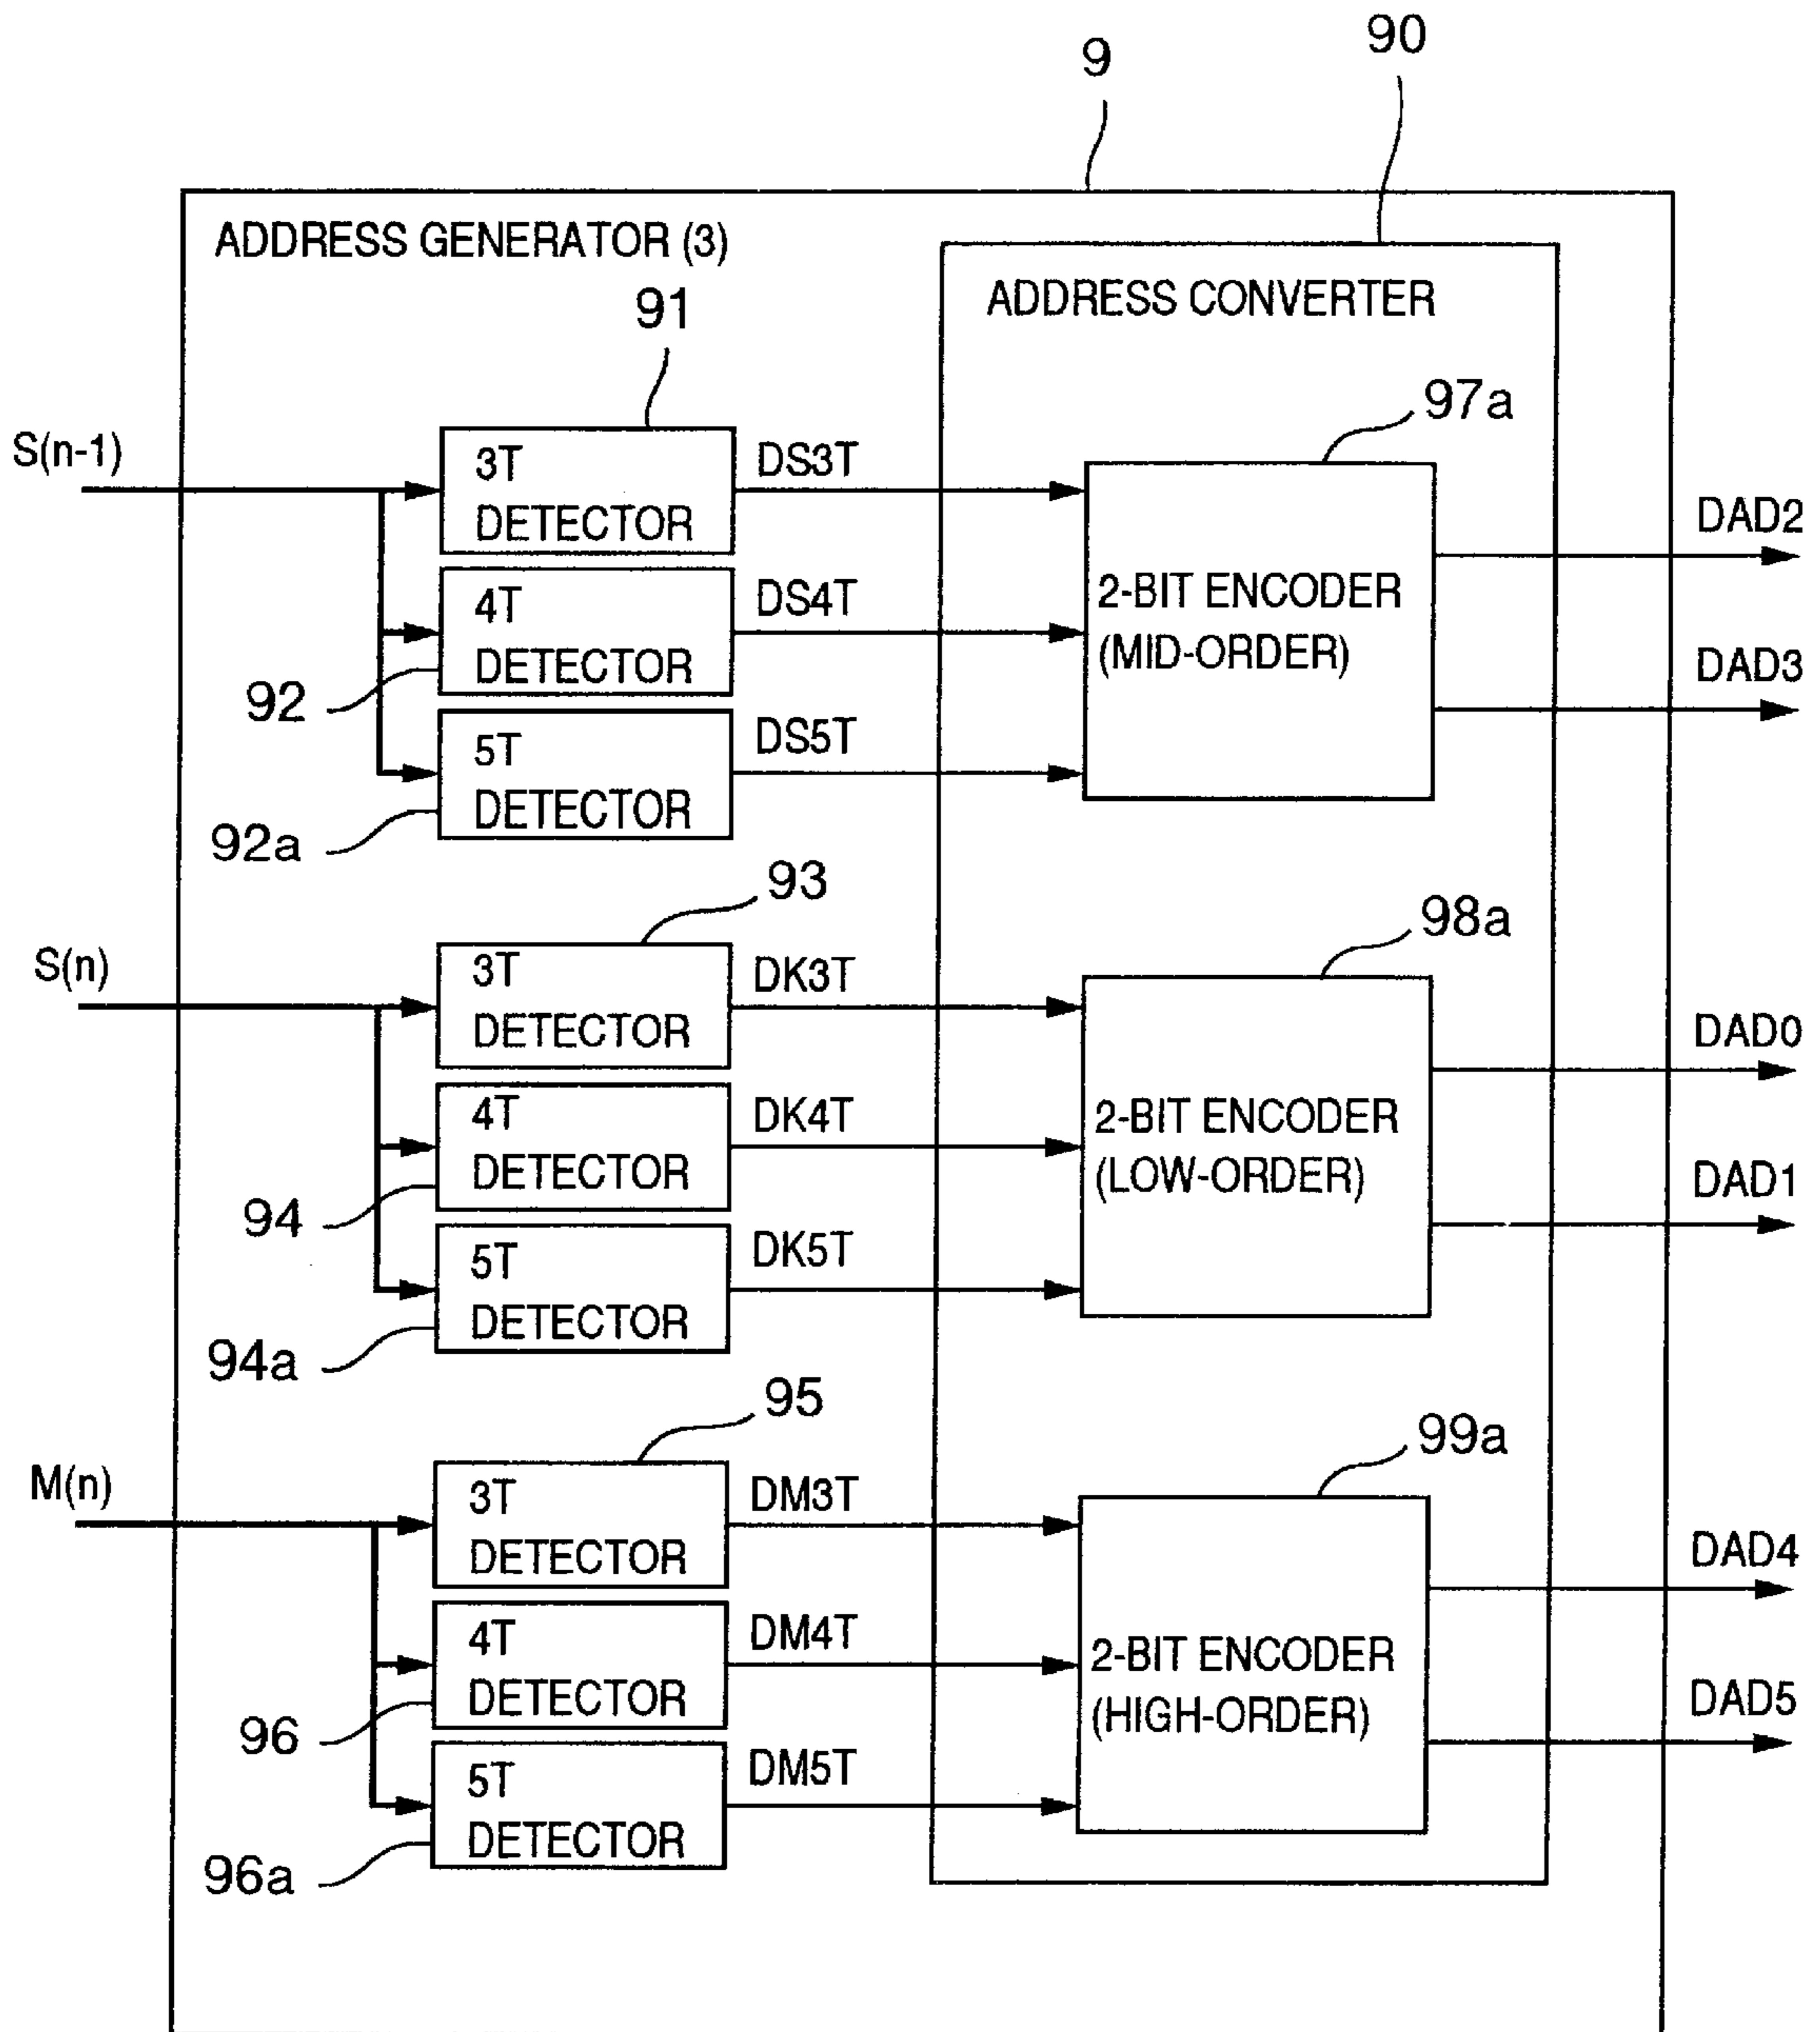 90
9
ADDRESS GENERATOR (3)
ADDRESS CONVERTER
91
97a
S(n-1)
3T
DETECTOR
DS3T
DAD2
4T
DETECTOR
DS4T
2-BIT ENCODER
(MID-ORDER)
92
DAD3
5T
DETECTOR
DS5T
92a
93
98a
S(n)
3T
DETECTOR
DK3T
DAD0
4T
DETECTOR
DK4T
2-BIT ENCODER
(LOW-ORDER)
94
DAD1
5T
DETECTOR
DK5T
94a
95
99a
M(n)
3T
DETECTOR
DM3T
DAD4
4T
DETECTOR
DM4T
2-BIT ENCODER
(HIGH-ORDER)
96
DAD5
5T
DETECTOR
DM5T
96a